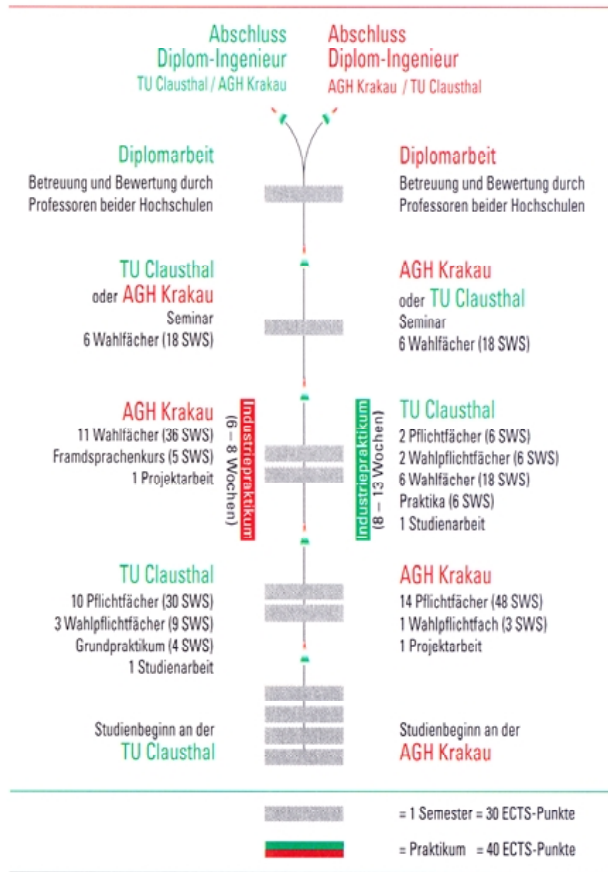 Abschluss
Diplom-Ingenieur
TU Clausthal / AGH Krakau
Abschluss
Diplom-Ingenieur
AGH Krakau / TU Clausthal
Diplomarbeit
Betreuung und Bewertung durch
Professoren beider Hochschulen
Diplomarbeit
Betreuung und Bewertung durch
Professoren beider Hochschulen
TU Clausthal
oder AGH Krakau
Seminar
6 Wahlfächer (18 SWS)
AGH Krakau
oder TU Clausthal
Seminar
6 Wahlfächer (18 SWS)
AGH Krakau
11 Wahlfächer (36 SWS)
Framdsprachenkurs (5 SWS)
1 Projektarbeit
Industriepraktikum
(6 – 8 Wochen)
Industriepraktikum
(8 – 13 Wochen)
TU Clausthal
2 Pflichtfächer (6 SWS)
2 Wahlpflichtfächer (6 SWS)
6 Wahlfächer (18 SWS)
Praktika (6 SWS)
1 Studienarbeit
TU Clausthal
10 Pflichtfächer (30 SWS)
3 Wahlpflichtfächer (9 SWS)
Grundpraktikum (4 SWS)
1 Studienarbeit
AGH Krakau
14 Pflichtfächer (48 SWS)
1 Wahlpflichtfach (3 SWS)
1 Projektarbeit
Studienbeginn an der
TU Clausthal
Studienbeginn an der
AGH Krakau
= 1 Semester = 30 ECTS-Punkte
= Praktikum = 40 ECTS-Punkte